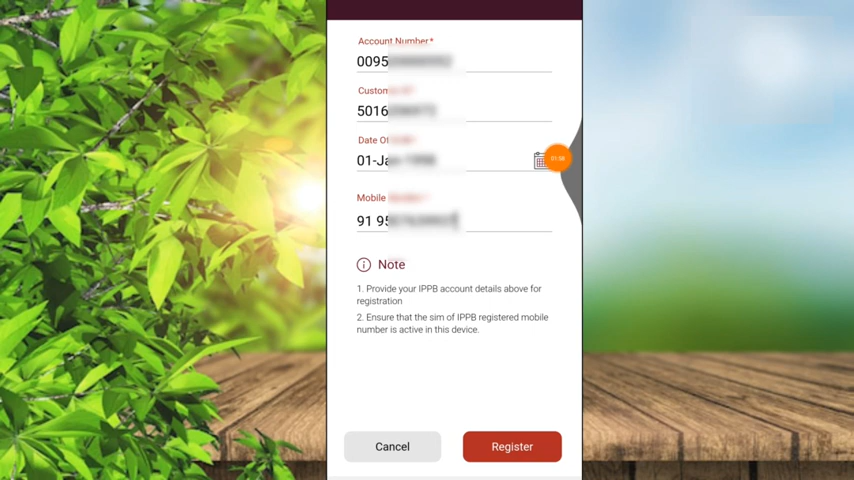 Account Number*
0095
Custom
5016
Date Of
01-Ja
01:58
Mobile
91 95
Note
1. Provide your IPPB account details above for
registration
2. Ensure that the sim of IPPB registered mobile
number is active in this device.
Cancel
Register